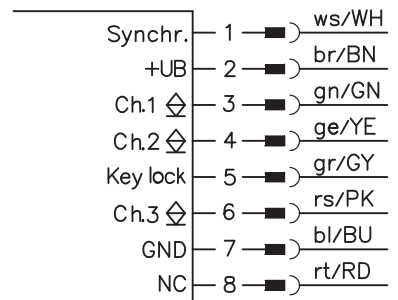 Synchr. 1 ws/WH
+UB 2 br/BN
Ch.1 3 gn/GN
Ch.2 4 ge/YE
Key lock 5 gr/GY
Ch.3 6 rs/PK
GND 7 bl/BU
NC 8 rt/RD